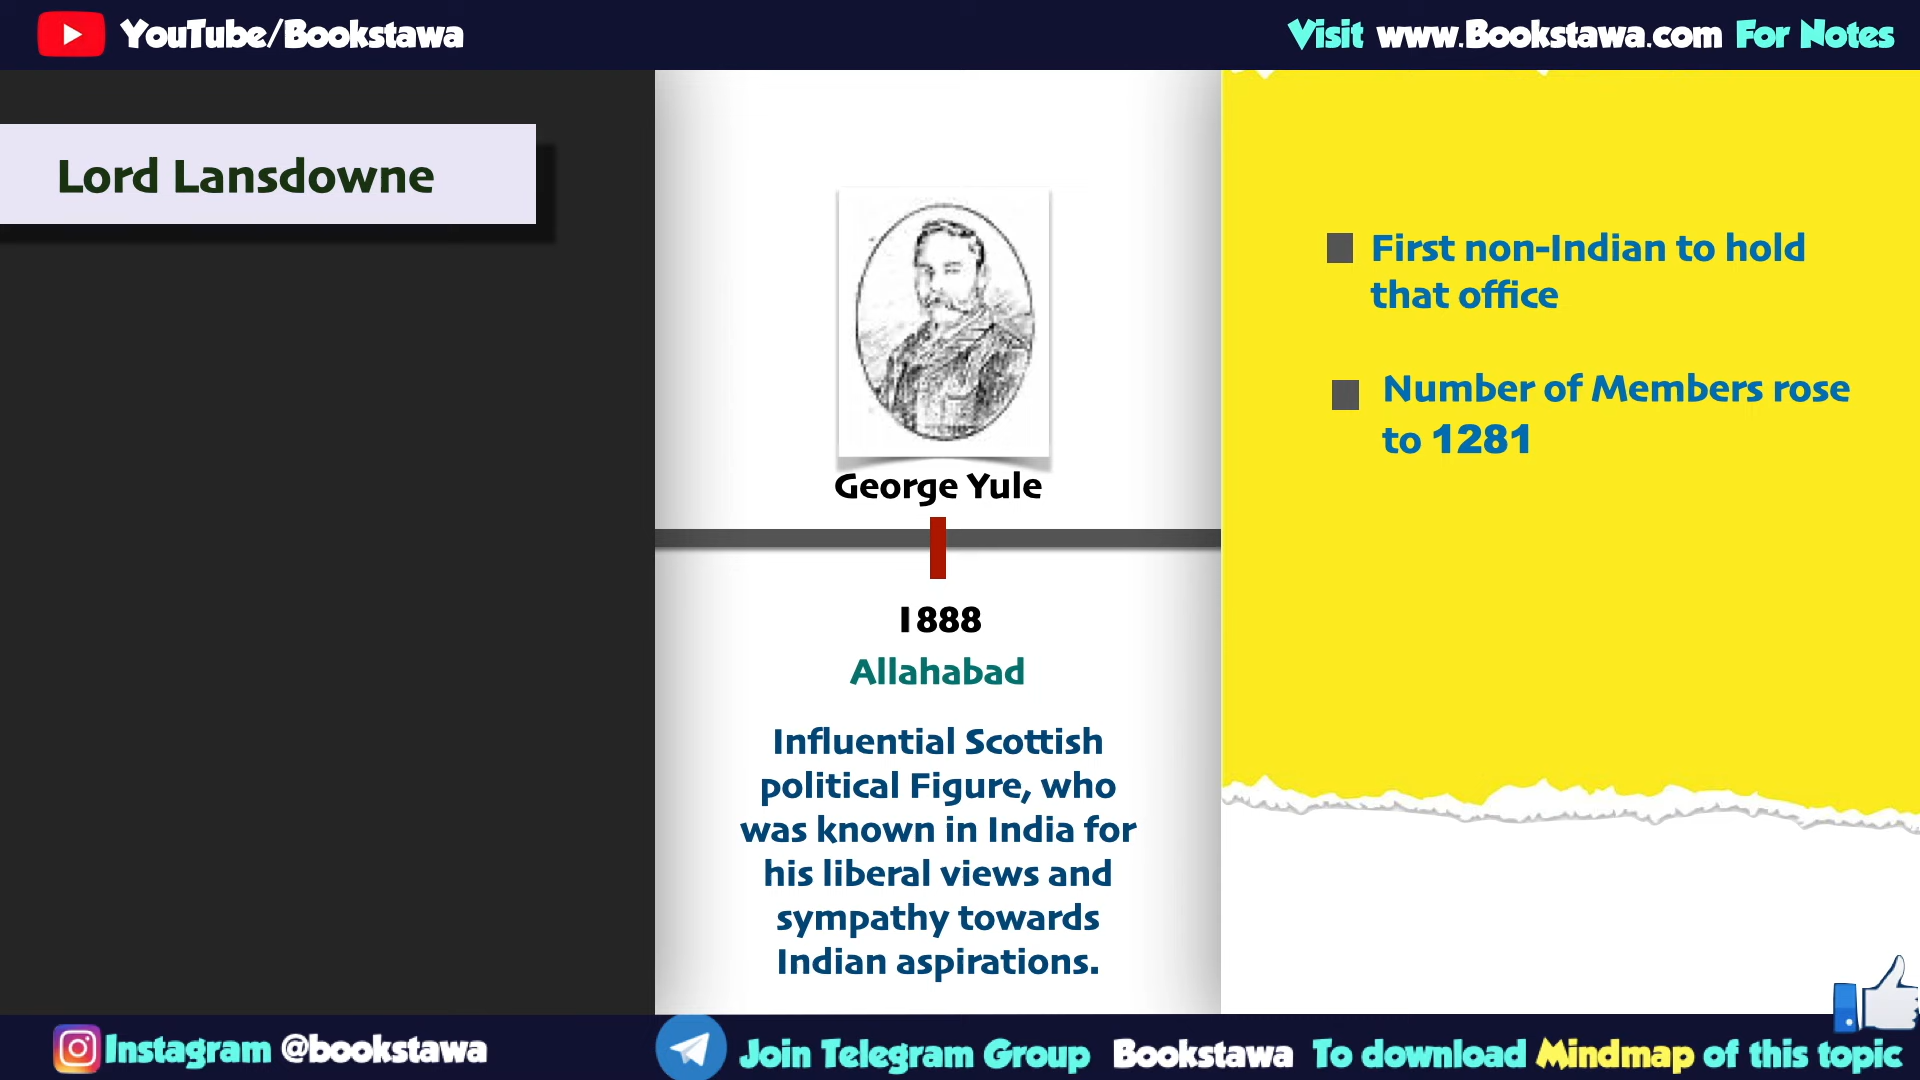 YouTube/Bookstawa
Visit www.Bookstawa.com For Notes
Lord Lansdowne
George Yule
1888
Allahabad
Influential Scottish
political Figure, who
was known in India for
his liberal views and
sympathy towards
Indian aspirations.
First non-Indian to hold
that office
Number of Members rose
to 1281
Instagram @bookstawa
Join Telegram Group Bookstawa To download Mindmap of this topic